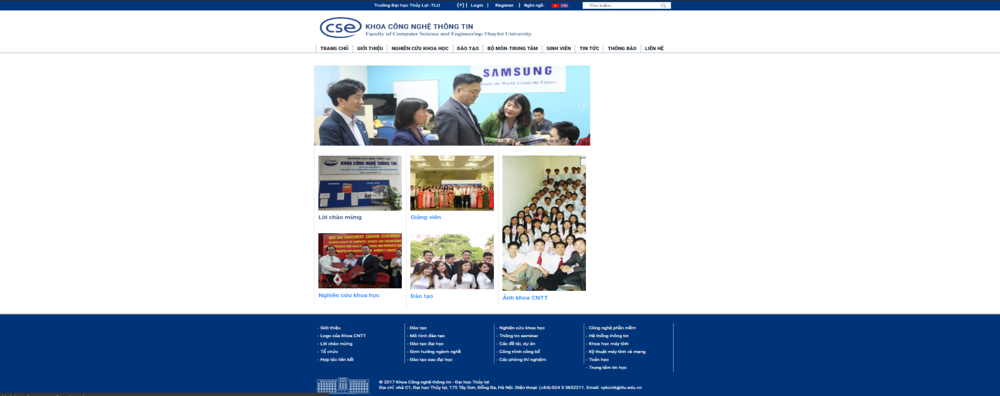 Trường Đại học Thủy Lợi -TLU (+) | Login | Register | Ngôn ngữ: Tìm kiếm
cse KHOA CÔNG NGHỆ THÔNG TIN
Faculty of Computer Science and Engineering-Thuyloi University
TRANG CHỦ GIỚI THIỆU NGHIÊN CỨU KHOA HỌC ĐÀO TẠO BỘ MÔN-TRUNG TÂM SINH VIÊN TIN TỨC THÔNG BÁO LIÊN HỆ
SAMSUNG
Inspire the World, Create the Future
TRƯỜNG ĐẠI HỌC THỦY LỢI
KHOA CÔNG NGHỆ THÔNG TIN
Lời chào mừng
Giảng viên
AGREEMENT SIGNING CEREMONY
Nghiên cứu khoa học
Đào tạo
Ảnh khoa CNTT
- Giới thiệu
- Logo của Khoa CNTT
- Lời chào mừng
- Tổ chức
- Hợp tác liên kết
- Đào tạo
- Mô hình đào tạo
- Đào tạo đại học
- Định hướng ngành nghề
- Đào tạo sau đại học
- Nghiên cứu khoa học
- Thông tin seminar
- Các đề tài, dự án
- Công trình công bố
- Các phòng thí nghiệm
- Công nghệ phần mềm
- Hệ thống thông tin
- Khoa học máy tính
- Kỹ thuật máy tính và mạng
- Toán học
- Trung tâm tin học
© 2017 Khoa Công nghệ thông tin - Đại học Thủy lợi
Địa chỉ: nhà C1, Đại học Thủy lợi, 175 Tây Sơn, Đống Đa, Hà Nội. Điện thoại: (+84)-024 3 5632211. Email: vpkcntt@tlu.edu.vn